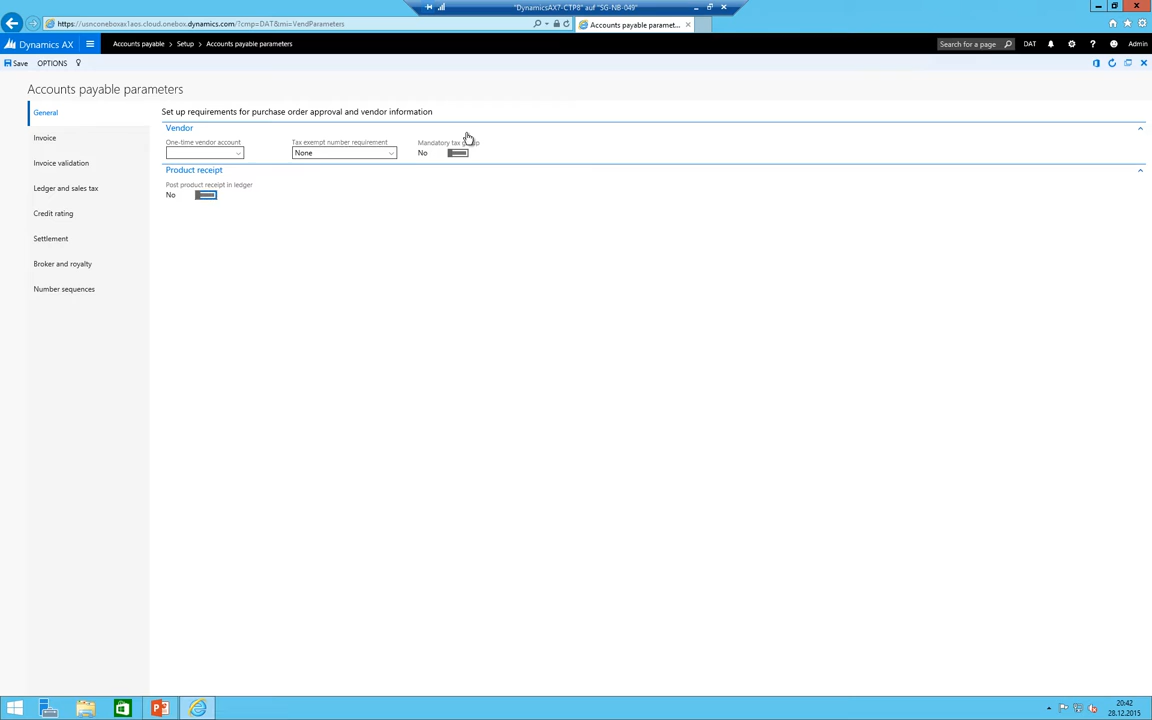 "DynamicsAX7-CTP8" auf "SG-NB-049"
https://usnconeboxax1aos.cloud.onebox.dynamics.com/?cmp=DAT&mi=VendParameters
Accounts payable paramet...
Dynamics AX
Accounts payable > Setup > Accounts payable parameters
Search for a page
DAT
? Admin
Save OPTIONS
Accounts payable parameters
General
Invoice
Invoice validation
Ledger and sales tax
Credit rating
Settlement
Broker and royalty
Number sequences
Set up requirements for purchase order approval and vendor information
Vendor
One-time vendor account Tax exempt number requirement Mandatory tax group
None No
Product receipt
Post product receipt in ledger
No
20:42
28.12.2015